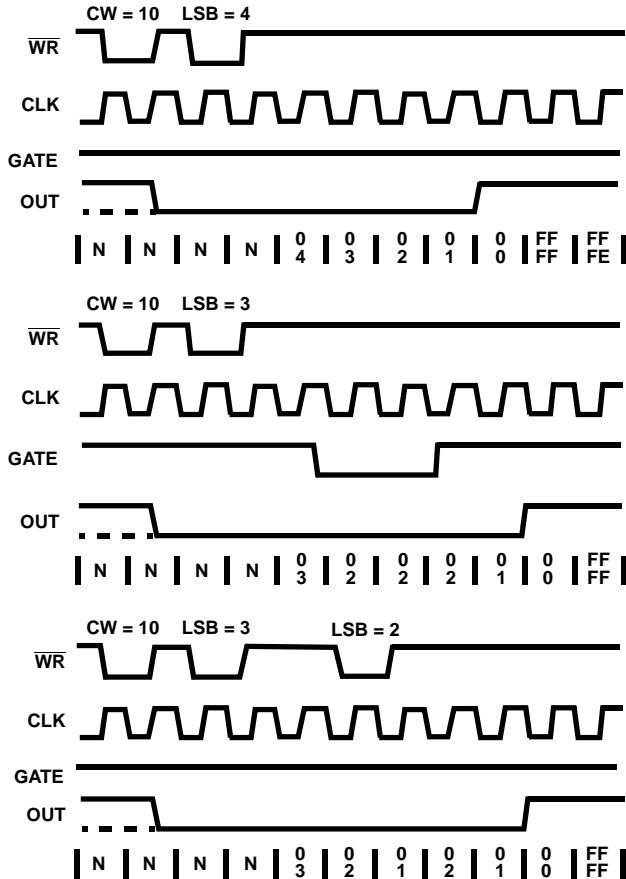 CW = 10 LSB = 4
WR
CLK
GATE
OUT
N N N N 0 0 0 0 0 FF FF
4 3 2 1 0 FF FE
CW = 10 LSB = 3
WR
CLK
GATE
OUT
N N N N 0 0 0 0 0 0 FF
3 2 2 2 1 0 FF
CW = 10 LSB = 3 LSB = 2
WR
CLK
GATE
OUT
N N N N 0 0 0 0 0 0 FF
3 2 1 2 1 0 FF